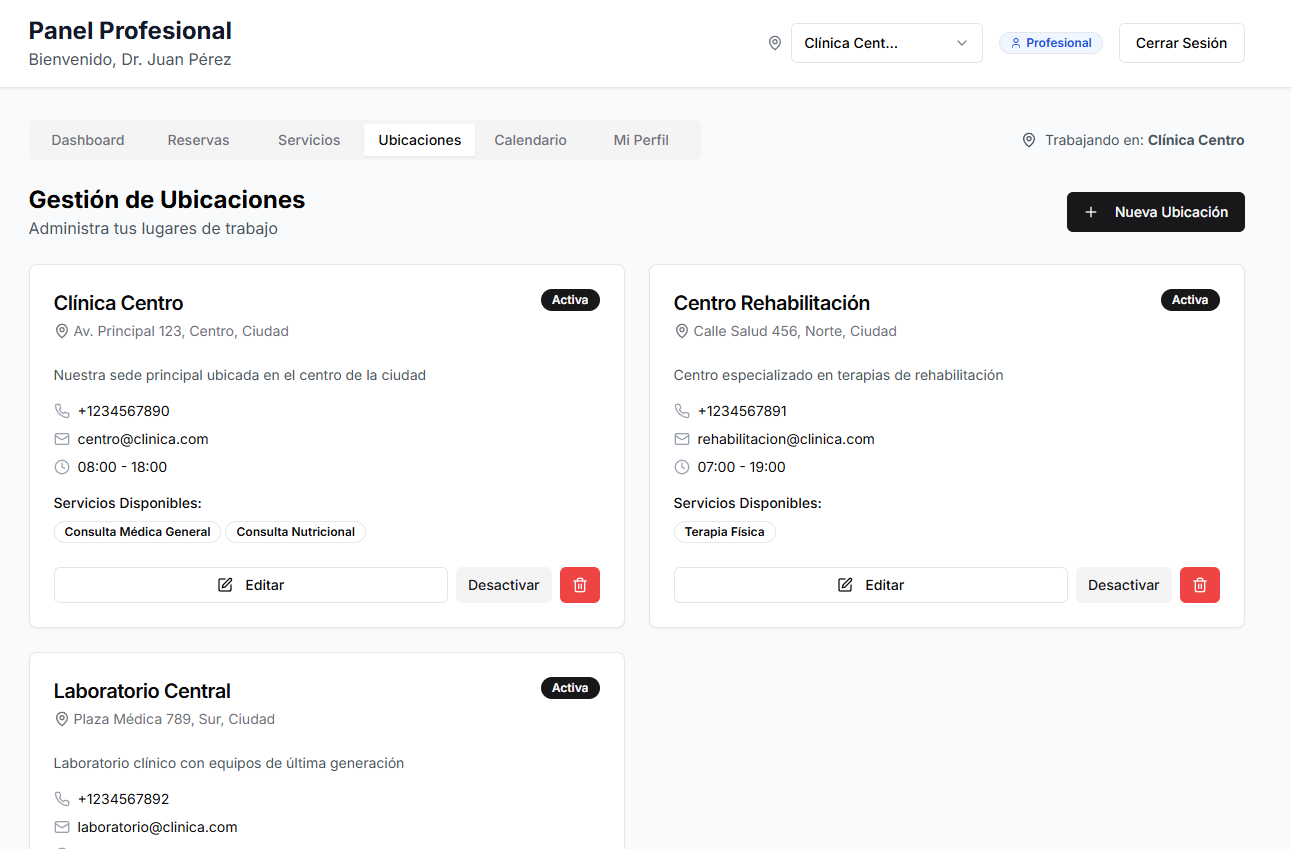 Panel Profesional
Bienvenido, Dr. Juan Pérez
Clínica Cent...
Profesional
Cerrar Sesión
Dashboard
Reservas
Servicios
Ubicaciones
Calendario
Mi Perfil
Trabajando en: Clínica Centro
Gestión de Ubicaciones
Administra tus lugares de trabajo
Nueva Ubicación
Clínica Centro
Activa
Av. Principal 123, Centro, Ciudad
Nuestra sede principal ubicada en el centro de la ciudad
+1234567890
centro@clinica.com
08:00 - 18:00
Servicios Disponibles:
Consulta Médica General
Consulta Nutricional
Editar
Desactivar
Centro Rehabilitación
Activa
Calle Salud 456, Norte, Ciudad
Centro especializado en terapias de rehabilitación
+1234567891
rehabilitacion@clinica.com
07:00 - 19:00
Servicios Disponibles:
Terapia Física
Editar
Desactivar
Laboratorio Central
Activa
Plaza Médica 789, Sur, Ciudad
Laboratorio clínico con equipos de última generación
+1234567892
laboratorio@clinica.com